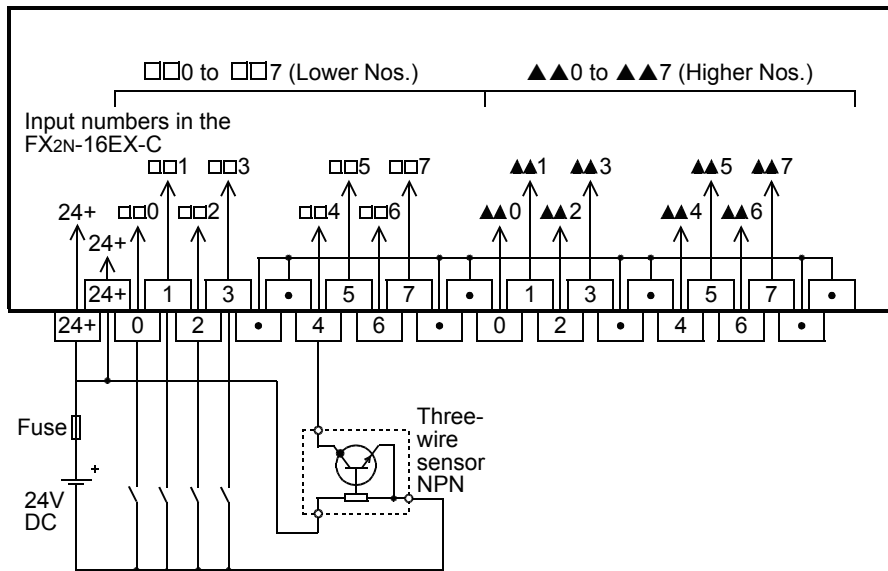 □□0 to □□7 (Lower Nos.) ▲▲0 to ▲▲7 (Higher Nos.)
Input numbers in the
FX2N-16EX-C
□□1 □□3 □□5 □□7 ▲▲1 ▲▲3 ▲▲5 ▲▲7
24+ □□0 □□2 □□4 □□6 ▲▲0 ▲▲2 ▲▲4 ▲▲6
24+
24+ 1 3 • 5 7 • 1 3 • 5 7 •
24+ 0 2 • 4 6 • 0 2 • 4 6 •
Fuse
+
24V
DC
Three-
wire
sensor
NPN